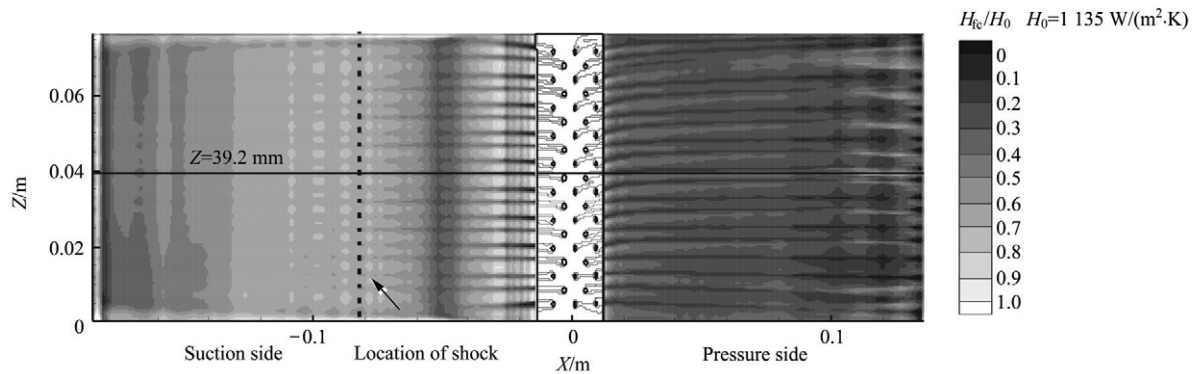 H_fc/H_0 H_0=1 135 W/(m²·K)
0
0.1
0.2
0.3
0.4
0.5
0.6
0.7
0.8
0.9
1.0
Z/m
0.06
0.04
0.02
0
Z=39.2 mm
−0.1
0
0.1
Suction side
Location of shock
X/m
Pressure side